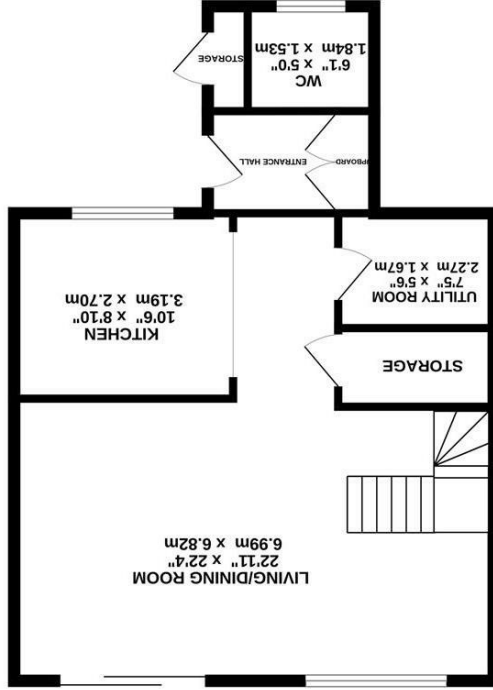 LIVING/DINING ROOM
22'11" x 22'4"
6.99m x 6.82m
STORAGE
KITCHEN
10'6" x 8'10"
3.19m x 2.70m
UTILITY ROOM
7'5" x 5'6"
2.27m x 1.67m
UPBOARD
ENTRANCE HALL
WC
6'1" x 5'0"
1.84m x 1.53m
STORAGE